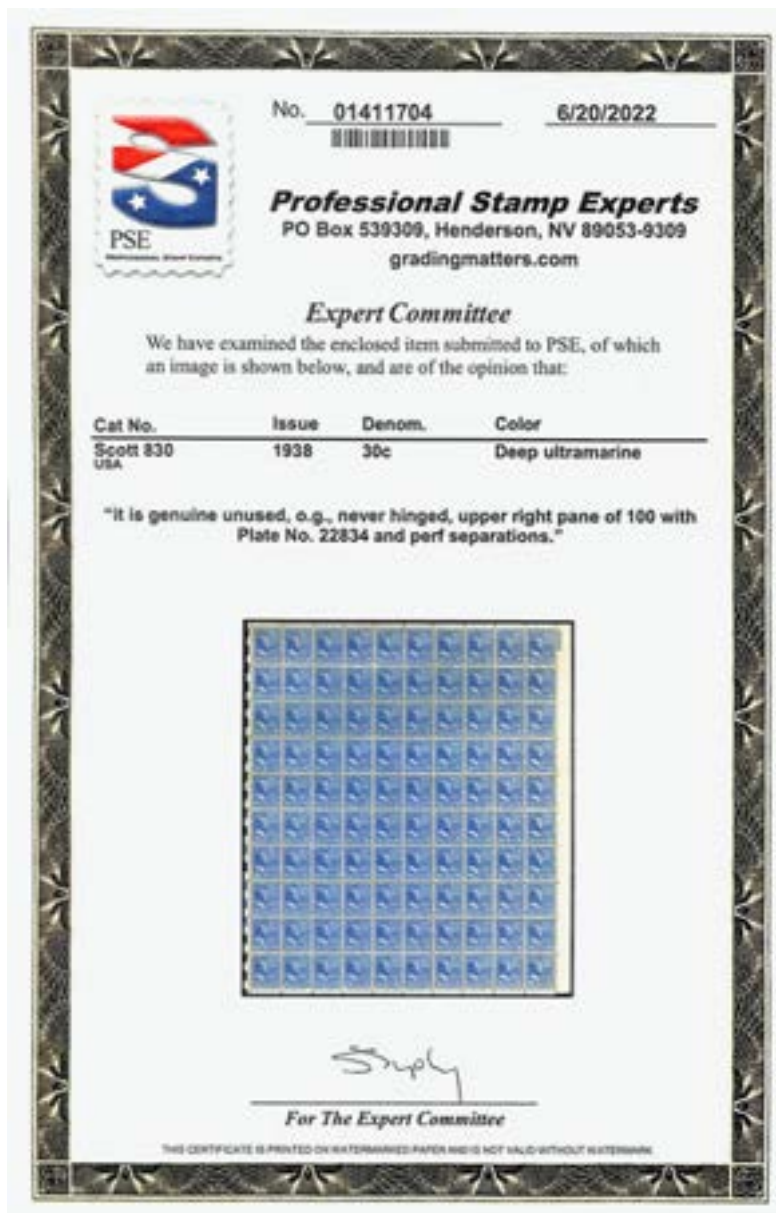 No. 01411704 6/20/2022
PSE
Professional Stamp Experts
Professional Stamp Experts
PO Box 539309, Henderson, NV 89053-9309
gradingmatters.com
Expert Committee
We have examined the enclosed item submitted to PSE, of which
an image is shown below, and are of the opinion that:
Cat No. Issue Denom. Color
Scott 830 1938 30c Deep ultramarine
USA
"it is genuine unused, o.g., never hinged, upper right pane of 100 with
Plate No. 22834 and perf separations."
For The Expert Committee
THIS CERTIFICATE IS PRINTED ON WATERMARKED PAPER AND IS NOT VALID WITHOUT WATERMARK